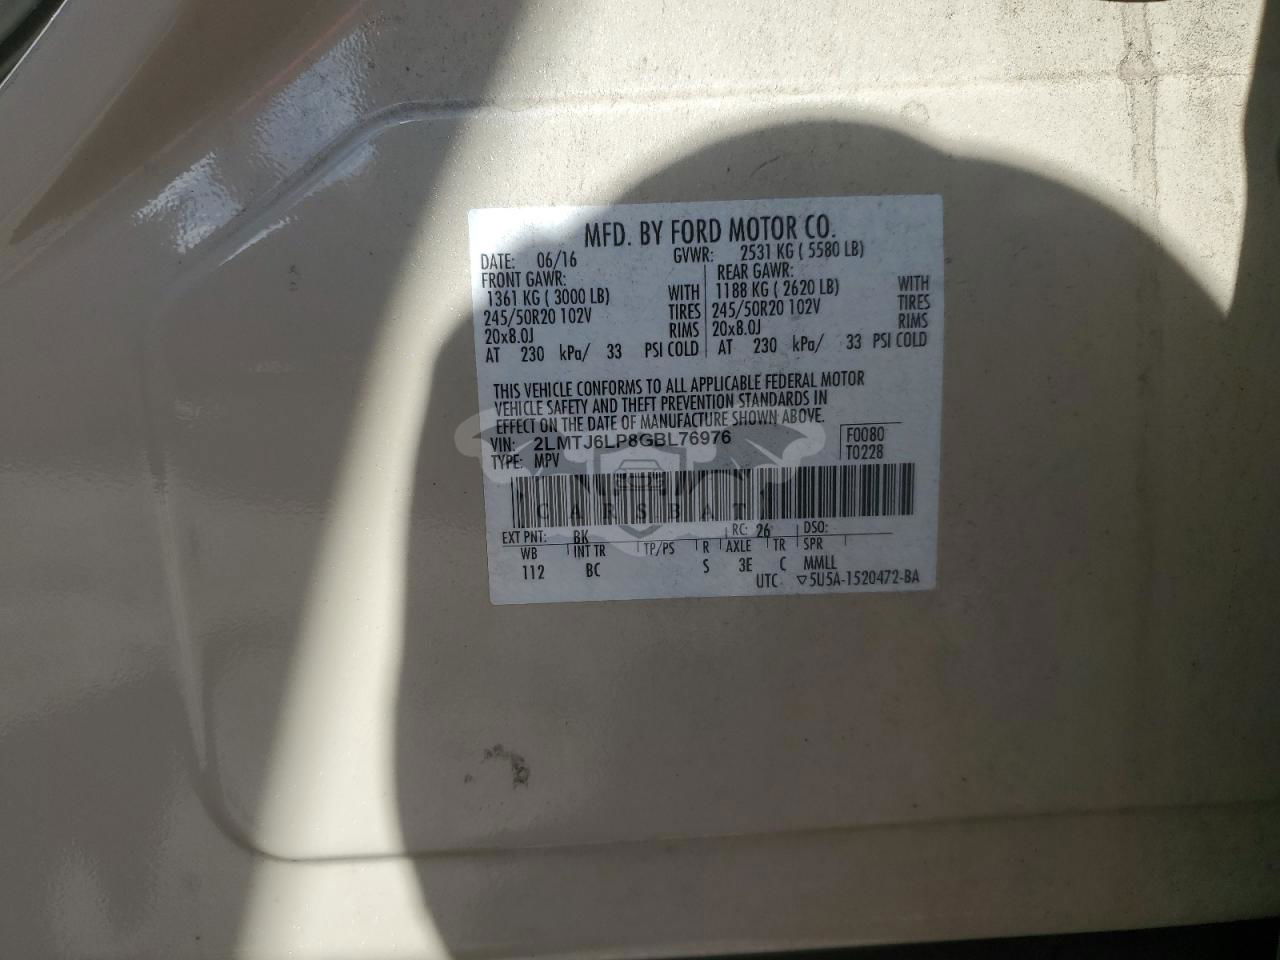 MFD. BY FORD MOTOR CO.
DATE: 06/16 GVWR: 2531 KG ( 5580 LB)
FRONT GAWR: REAR GAWR:
1361 KG ( 3000 LB) WITH 1188 KG ( 2620 LB) WITH
245/50R20 102V TIRES 245/50R20 102V TIRES
20x8.0J RIMS 20x8.0J RIMS
AT 230 kPa/ 33 PSI COLD AT 230 kPa/ 33 PSI COLD
THIS VEHICLE CONFORMS TO ALL APPLICABLE FEDERAL MOTOR
VEHICLE SAFETY AND THEFT PREVENTION STANDARDS IN
EFFECT ON THE DATE OF MANUFACTURE SHOWN ABOVE.
VIN: 2LMTJ6LP8GBL76976 F0080
TYPE: MPV T0228
CARSBAT
EXT PNT: BK RC: 26 DSO:
WB INT TR TP/PS R AXLE TR SPR
112 BC S 3E C MMLL
UTC ▽5U5A-1520472-BA